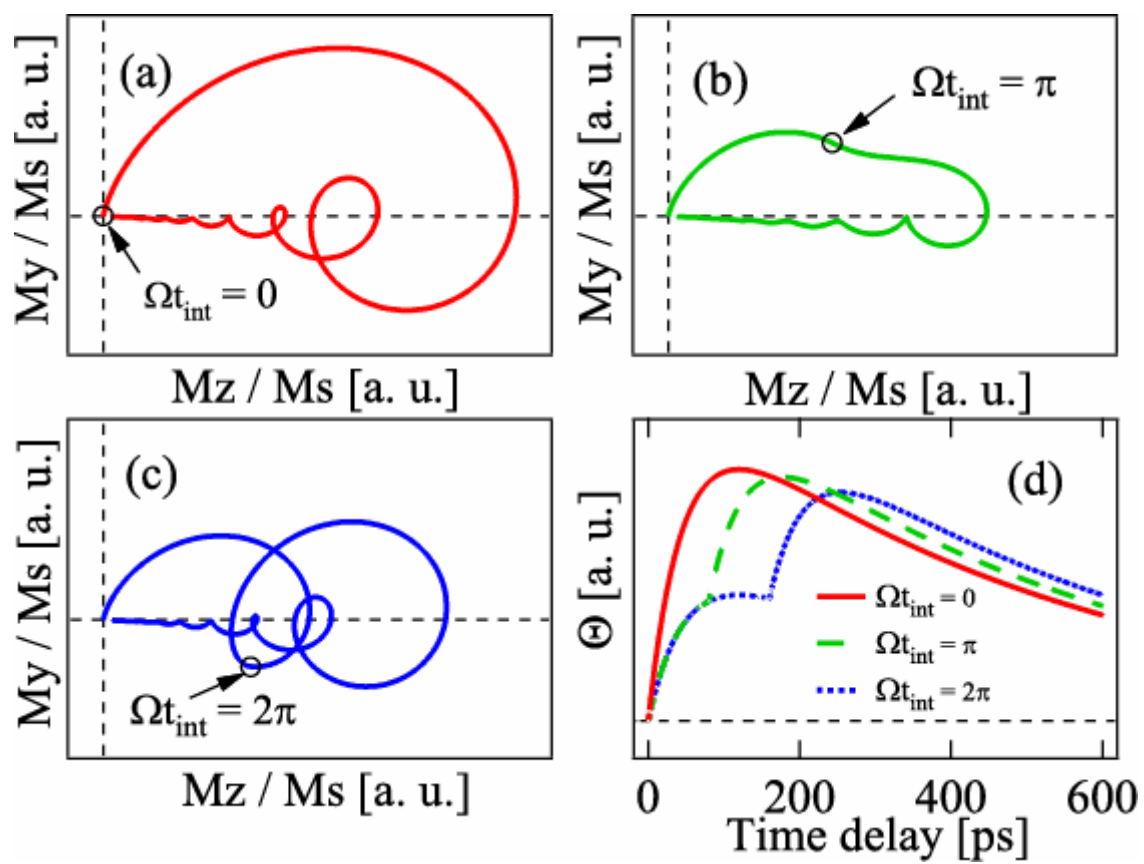 (a)
My / Ms [a. u.]
Ωt_int = 0
Mz / Ms [a. u.]
(b)
My / Ms [a. u.]
Ωt_int = π
Mz / Ms [a. u.]
(c)
My / Ms [a. u.]
Ωt_int = 2π
Mz / Ms [a. u.]
(d)
Θ [a. u.]
Ωt_int = 0
Ωt_int = π
Ωt_int = 2π
0 200 400 600
Time delay [ps]